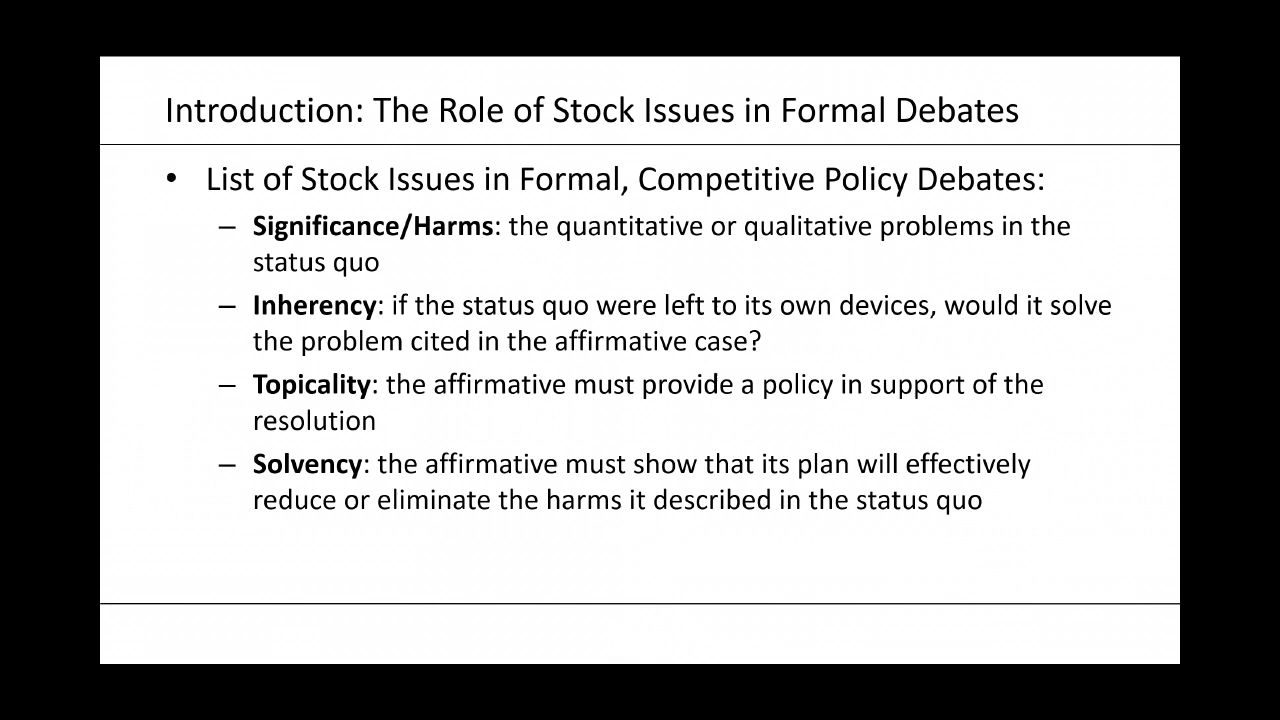 Introduction: The Role of Stock Issues in Formal Debates
• List of Stock Issues in Formal, Competitive Policy Debates:
– Significance/Harms: the quantitative or qualitative problems in the
status quo
– Inherency: if the status quo were left to its own devices, would it solve
the problem cited in the affirmative case?
– Topicality: the affirmative must provide a policy in support of the
resolution
– Solvency: the affirmative must show that its plan will effectively
reduce or eliminate the harms it described in the status quo